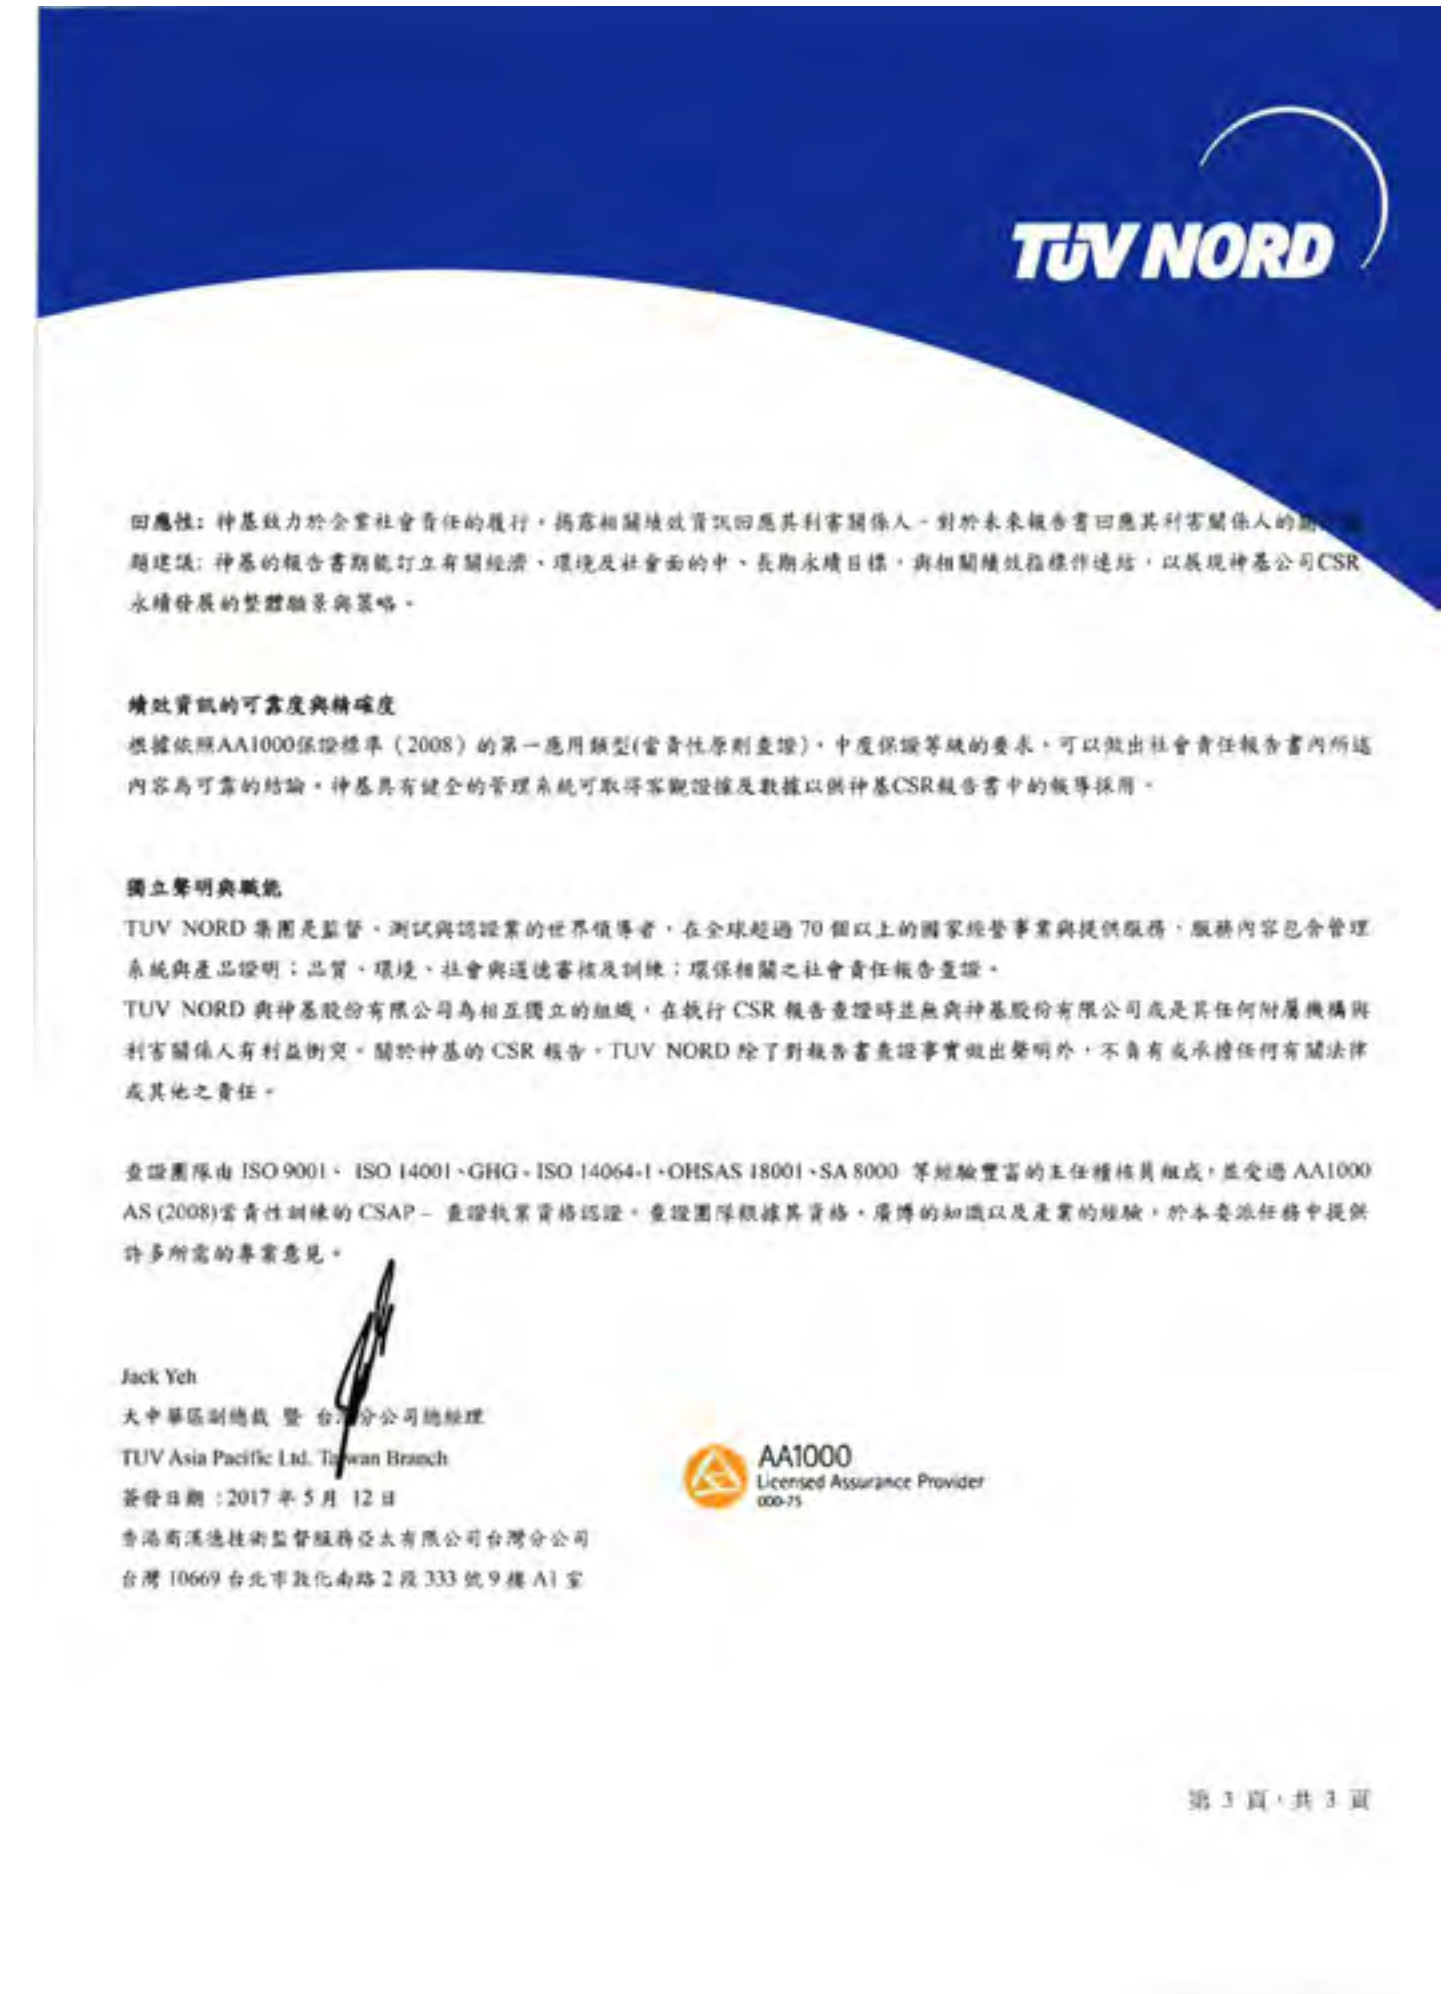 TÜV NORD
回應性: 神基致力於企業社會責任的履行，揭露相關績效資訊回應其利害關係人。對於未來報告書回應其利害關係人的
題建議: 神基的報告書期能訂立有關經濟、環境及社會面的中、長期永續目標，與相關績效指標作連結，以展現神基公司CSR
永續發展的整體願景與策略。
績效資訊的可靠度與精確度
根據依照AA1000保證標準（2008）的第一應用類型(當責性原則查證)，中度保證等級的要求，可以做出社會責任報告書內所述
內容為可靠的結論。神基具有健全的管理系統可取得客觀證據及數據以供神基CSR報告書中的報導採用。
獨立聲明與職能
TUV NORD 集團是監督、測試與認證業的世界領導者，在全球超過 70 個以上的國家經營事業與提供服務，服務內容包含管理
系統與產品證明；品質、環境、社會與道德審核及訓練；環保相關之社會責任報告查證。
TUV NORD 與神基股份有限公司為相互獨立的組織，在執行 CSR 報告查證時並無與神基股份有限公司或是其任何附屬機構與
利害關係人有利益衝突。關於神基的 CSR 報告，TUV NORD 除了對報告書查證事實做出聲明外，不負有或承擔任何有關法律
或其他之責任。
查證團隊由 ISO 9001、 ISO 14001、GHG、ISO 14064-1、OHSAS 18001、SA 8000 等經驗豐富的主任稽核員組成，並受過 AA1000
AS (2008)當責性訓練的 CSAP – 查證執業資格認證。查證團隊根據其資格，廣博的知識以及產業的經驗，於本委派任務中提供
許多所需的專業意見。
Jack Yeh
大中華區副總裁 暨 台灣分公司總經理
TUV Asia Pacific Ltd. Taiwan Branch
簽發日期 :2017 年 5 月 12 日
香港商漢德技術監督服務亞太有限公司台灣分公司
台灣 10669 台北市敦化南路 2 段 333 號 9 樓 A1 室
AA1000
Licensed Assurance Provider
000-75
第 3 頁，共 3 頁